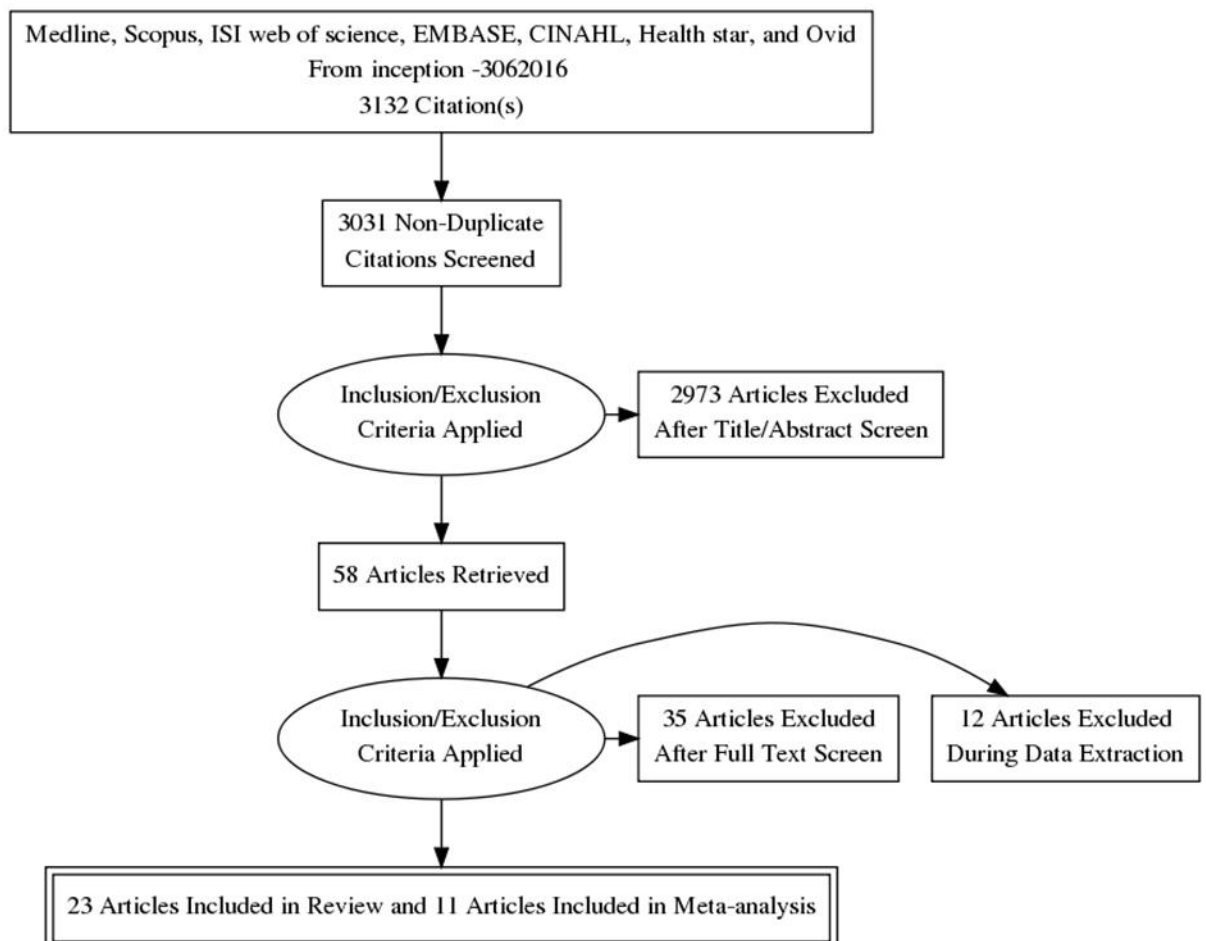 Medline, Scopus, ISI web of science, EMBASE, CINAHL, Health star, and Ovid
From inception -3062016
3132 Citation(s)
3031 Non-Duplicate
Citations Screened
Inclusion/Exclusion
Criteria Applied
2973 Articles Excluded
After Title/Abstract Screen
58 Articles Retrieved
Inclusion/Exclusion
Criteria Applied
35 Articles Excluded
After Full Text Screen
12 Articles Excluded
During Data Extraction
23 Articles Included in Review and 11 Articles Included in Meta-analysis